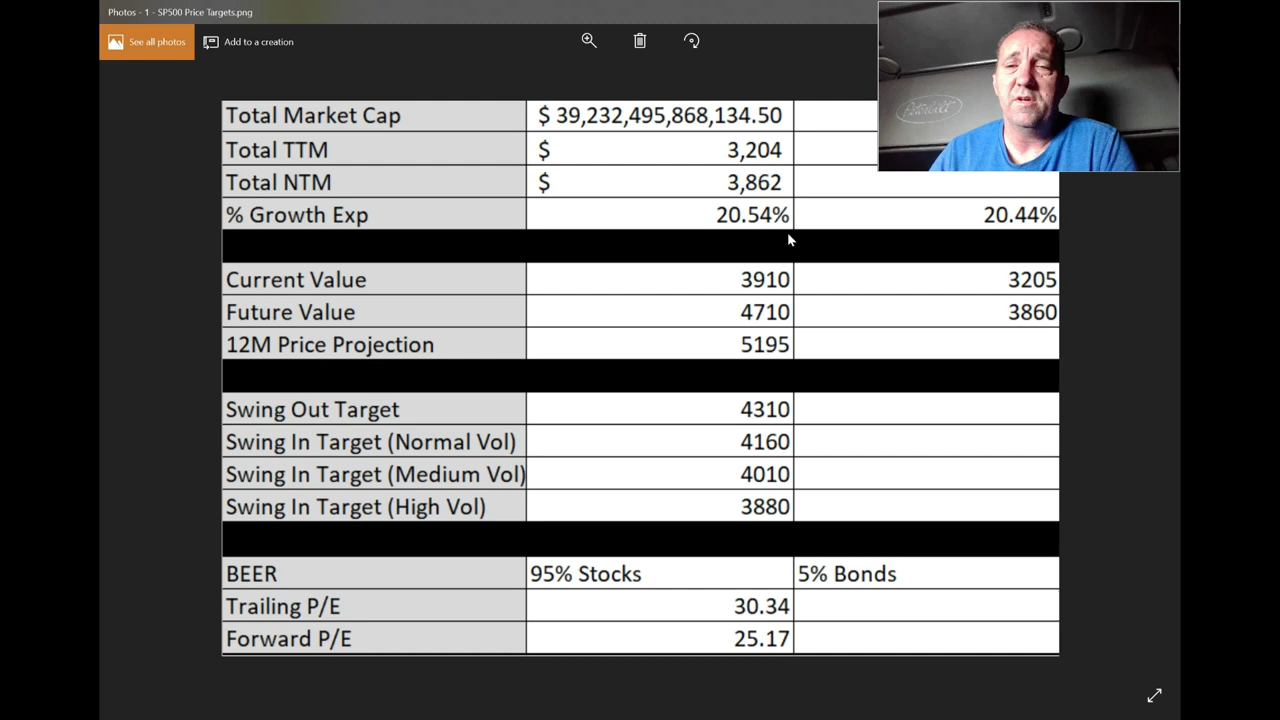 Photos - 1 - SP500 Price Targets.png
See all photos Add to a creation
Peterbilt
Total Market Cap $ 39,232,495,868,134.50
Total TTM $ 3,204
Total NTM $ 3,862
% Growth Exp 20.54% 20.44%
Current Value 3910 3205
Future Value 4710 3860
12M Price Projection 5195
Swing Out Target 4310
Swing In Target (Normal Vol) 4160
Swing In Target (Medium Vol) 4010
Swing In Target (High Vol) 3880
BEER 95% Stocks 5% Bonds
Trailing P/E 30.34
Forward P/E 25.17